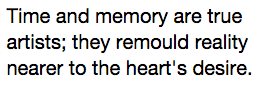 Time and memory are true
artists; they remould reality
nearer to the heart's desire.